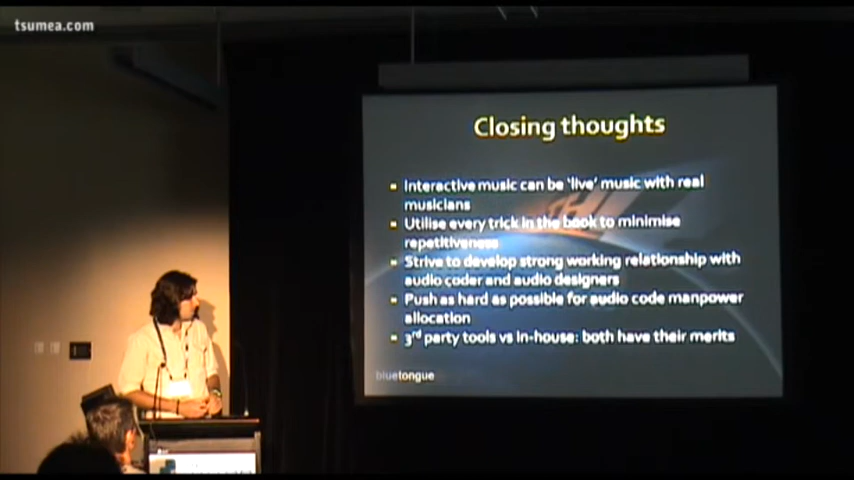 tsumea.com
Closing thoughts
Interactive music can be 'live' music with real
musicians
Utilise every trick in the book to minimise
repetitiveness
Strive to develop strong working relationship with
audio coder and audio designers
Push as hard as possible for audio code manpower
allocation
3rd party tools vs in-house: both have their merits
bluetongue